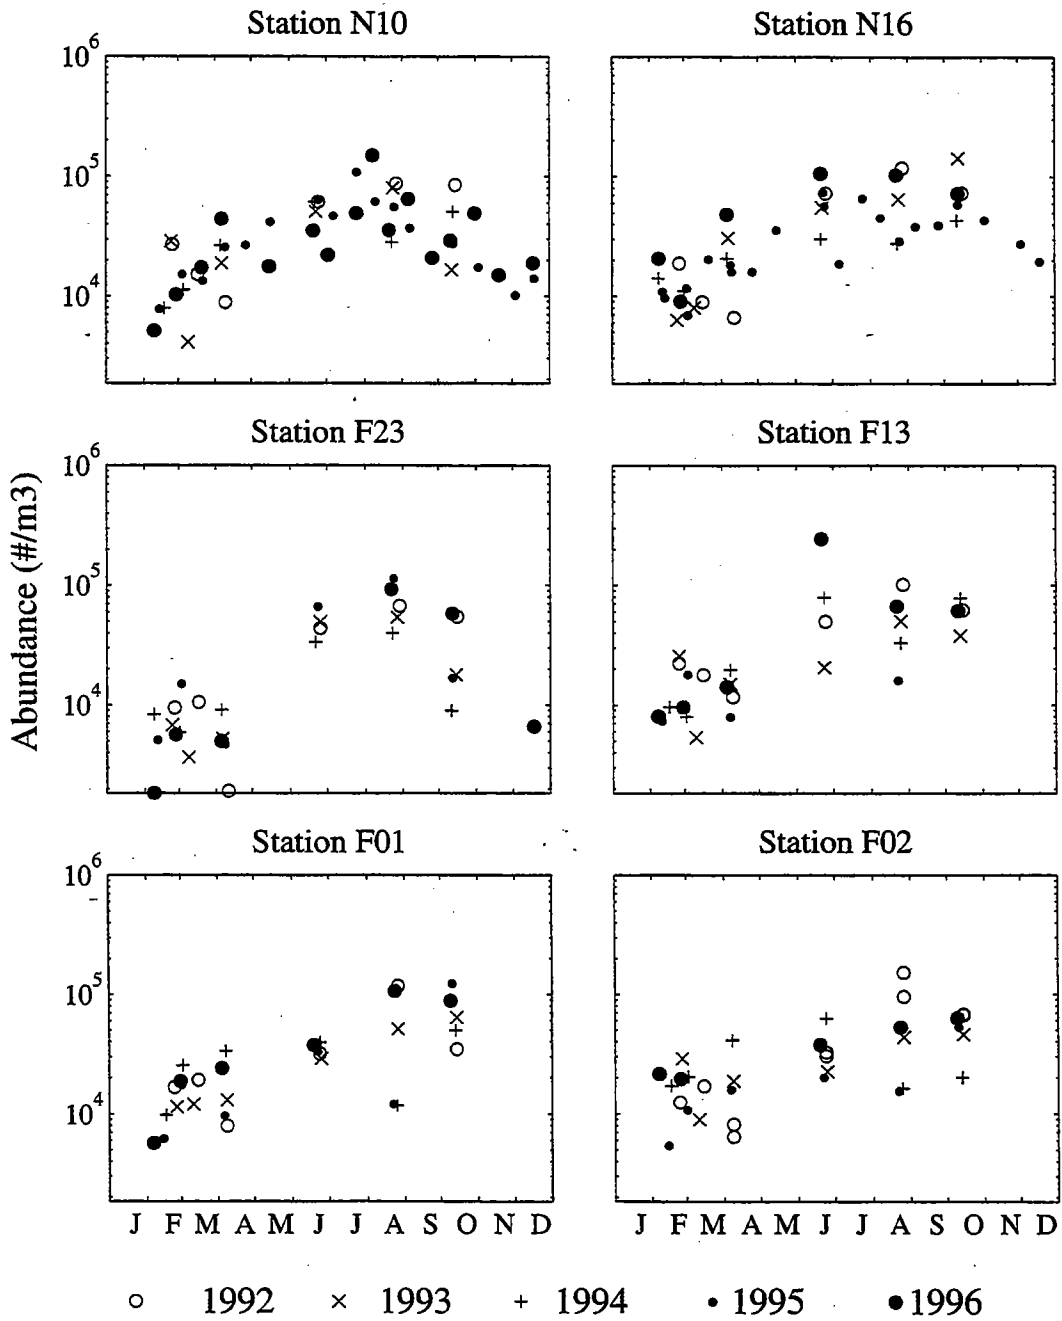 Station N10 Station N16
10^6
10^5
10^4
Station F23 Station F13
10^6
10^5
10^4
Abundance (#/m3)
Station F01 Station F02
10^6
10^5
10^4
J F M A M J J A S O N D J F M A M J J A S O N D
○ 1992 × 1993 + 1994 • 1995 ● 1996